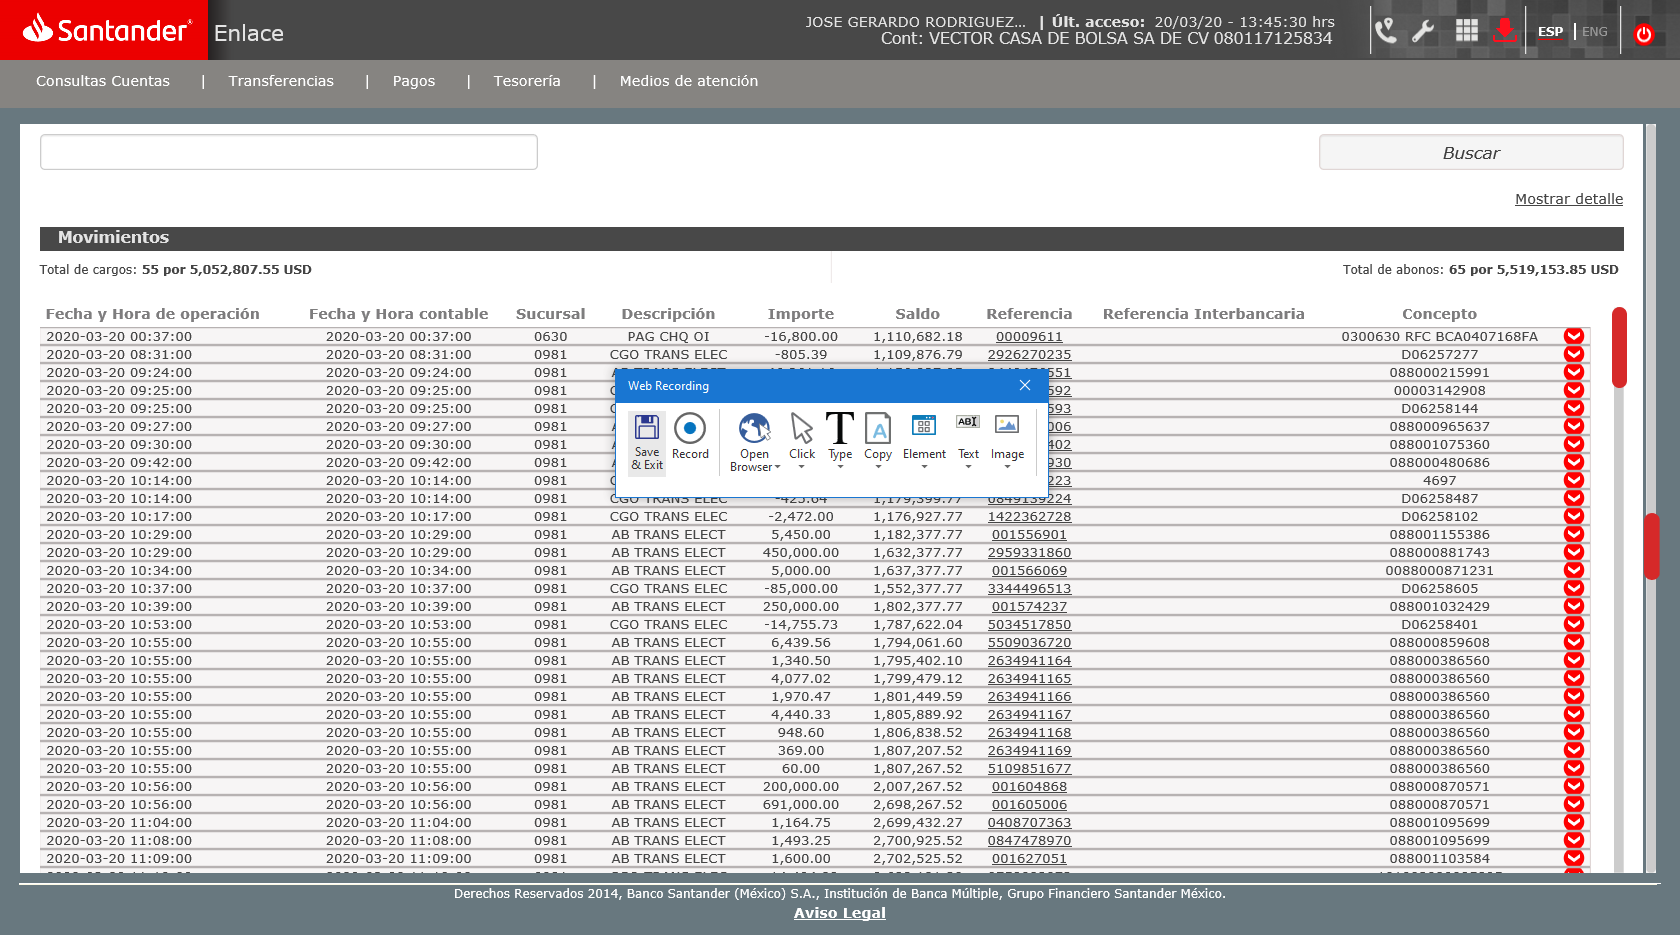 Santander Enlace
JOSE GERARDO RODRIGUEZ... | Últ. acceso: 20/03/20 - 13:45:30 hrs
Cont: VECTOR CASA DE BOLSA SA DE CV 080117125834
ESP | ENG
Consultas Cuentas | Transferencias | Pagos | Tesorería | Medios de atención
Buscar
Mostrar detalle
Movimientos
Total de cargos: 55 por 5,052,807.55 USD
Total de abonos: 65 por 5,519,153.85 USD
Fecha y Hora de operación Fecha y Hora contable Sucursal Descripción Importe Saldo Referencia Referencia Interbancaria Concepto
2020-03-20 00:37:00 2020-03-20 00:37:00 0630 PAG CHQ OI -16,800.00 1,110,682.18 00009611 0300630 RFC BCA0407168FA
2020-03-20 08:31:00 2020-03-20 08:31:00 0981 CGO TRANS ELEC -805.39 1,109,876.79 2926270235 D06257277
2020-03-20 09:24:00 2020-03-20 09:24:00 0981 088000215991
2020-03-20 09:25:00 2020-03-20 09:25:00 0981 00003142908
2020-03-20 09:25:00 2020-03-20 09:25:00 0981 D06258144
2020-03-20 09:27:00 2020-03-20 09:27:00 0981 088000965637
2020-03-20 09:30:00 2020-03-20 09:30:00 0981 088001075360
2020-03-20 09:42:00 2020-03-20 09:42:00 0981 088000480686
2020-03-20 10:14:00 2020-03-20 10:14:00 0981 4697
2020-03-20 10:14:00 2020-03-20 10:14:00 0981 CGO TRANS ELEC -425.64 1,179,399.77 0849139224 D06258487
Web Recording
Save & Exit
Record
Open Browser
Click
Type
Copy
Element
Text
Image
2020-03-20 10:17:00 2020-03-20 10:17:00 0981 CGO TRANS ELEC -2,472.00 1,176,927.77 1422362728 D06258102
2020-03-20 10:29:00 2020-03-20 10:29:00 0981 AB TRANS ELECT 5,450.00 1,182,377.77 001556901 088001155386
2020-03-20 10:29:00 2020-03-20 10:29:00 0981 AB TRANS ELECT 450,000.00 1,632,377.77 2959331860 088000881743
2020-03-20 10:34:00 2020-03-20 10:34:00 0981 AB TRANS ELECT 5,000.00 1,637,377.77 001566069 0088000871231
2020-03-20 10:37:00 2020-03-20 10:37:00 0981 CGO TRANS ELEC -85,000.00 1,552,377.77 3344496513 D06258605
2020-03-20 10:39:00 2020-03-20 10:39:00 0981 AB TRANS ELECT 250,000.00 1,802,377.77 001574237 088001032429
2020-03-20 10:53:00 2020-03-20 10:53:00 0981 CGO TRANS ELEC -14,755.73 1,787,622.04 5034517850 D06258401
2020-03-20 10:55:00 2020-03-20 10:55:00 0981 AB TRANS ELECT 6,439.56 1,794,061.60 5509036720 088000859608
2020-03-20 10:55:00 2020-03-20 10:55:00 0981 AB TRANS ELECT 1,340.50 1,795,402.10 2634941164 088000386560
2020-03-20 10:55:00 2020-03-20 10:55:00 0981 AB TRANS ELECT 4,077.02 1,799,479.12 2634941165 088000386560
2020-03-20 10:55:00 2020-03-20 10:55:00 0981 AB TRANS ELECT 1,970.47 1,801,449.59 2634941166 088000386560
2020-03-20 10:55:00 2020-03-20 10:55:00 0981 AB TRANS ELECT 4,440.33 1,805,889.92 2634941167 088000386560
2020-03-20 10:55:00 2020-03-20 10:55:00 0981 AB TRANS ELECT 948.60 1,806,838.52 2634941168 088000386560
2020-03-20 10:55:00 2020-03-20 10:55:00 0981 AB TRANS ELECT 369.00 1,807,207.52 2634941169 088000386560
2020-03-20 10:55:00 2020-03-20 10:55:00 0981 AB TRANS ELECT 60.00 1,807,267.52 5109851677 088000386560
2020-03-20 10:56:00 2020-03-20 10:56:00 0981 AB TRANS ELECT 200,000.00 2,007,267.52 001604868 088000870571
2020-03-20 10:56:00 2020-03-20 10:56:00 0981 AB TRANS ELECT 691,000.00 2,698,267.52 001605006 088000870571
2020-03-20 11:04:00 2020-03-20 11:04:00 0981 AB TRANS ELECT 1,164.75 2,699,432.27 0408707363 088001095699
2020-03-20 11:08:00 2020-03-20 11:08:00 0981 AB TRANS ELECT 1,493.25 2,700,925.52 0847478970 088001095699
2020-03-20 11:09:00 2020-03-20 11:09:00 0981 AB TRANS ELECT 1,600.00 2,702,525.52 001627051 088001103584
Derechos Reservados 2014, Banco Santander (México) S.A., Institución de Banca Múltiple, Grupo Financiero Santander México.
Aviso Legal